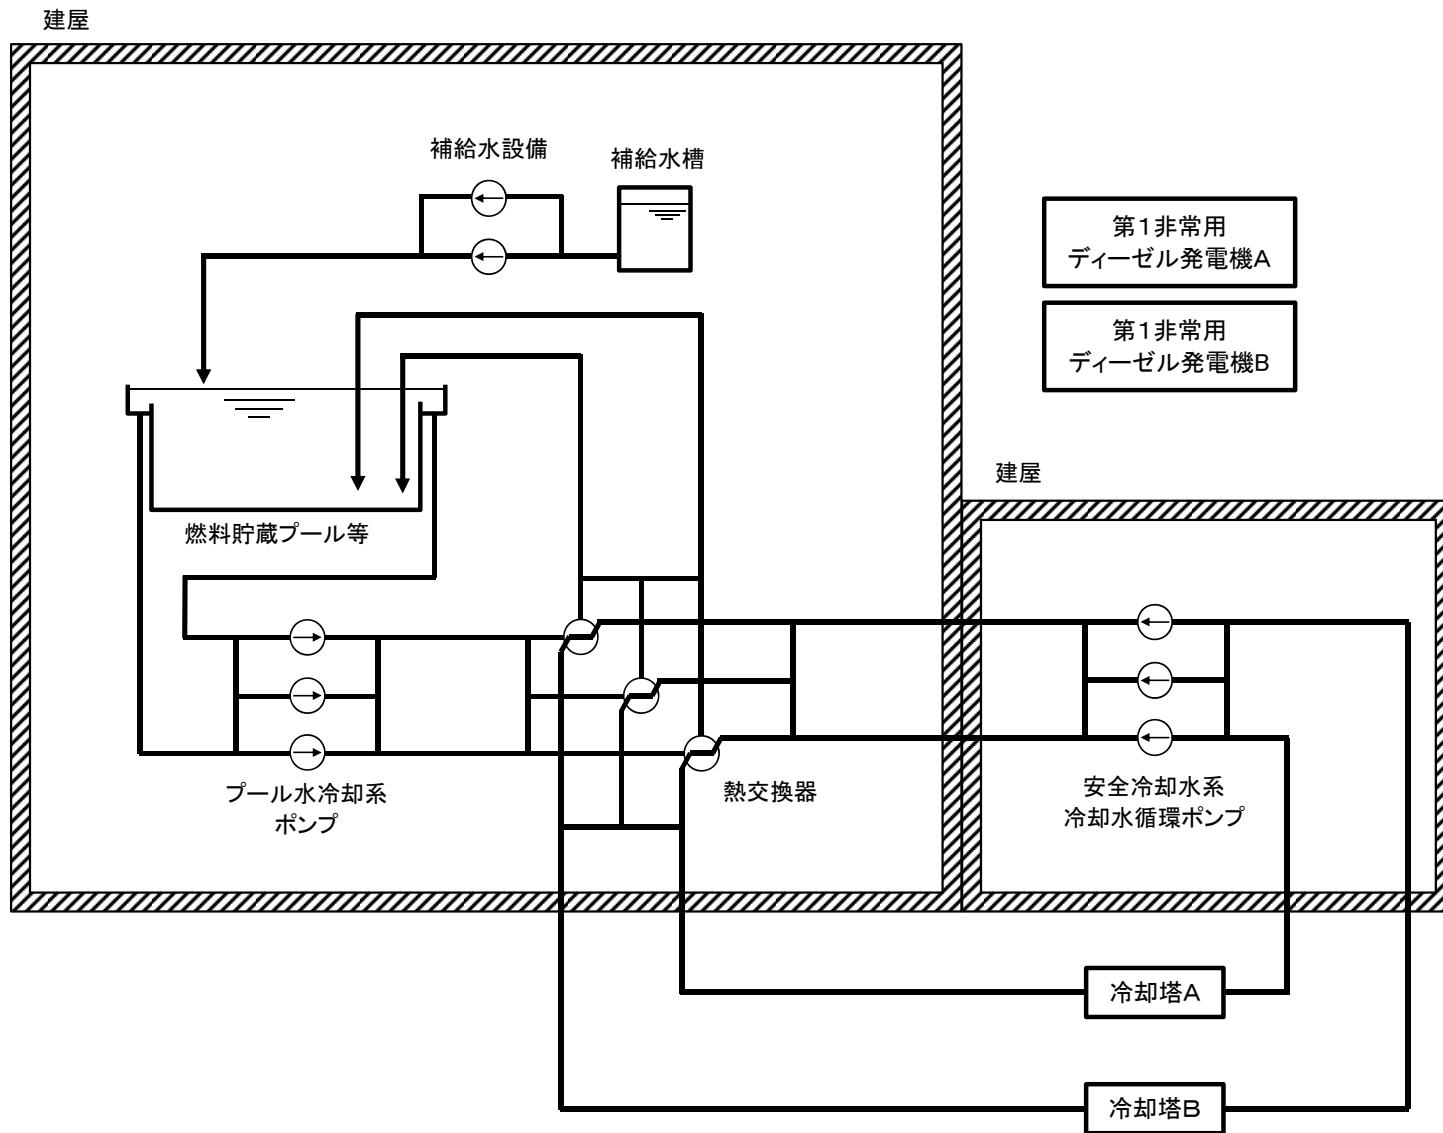 建屋
補給水設備
補給水槽
第1非常用
ディーゼル発電機A
第1非常用
ディーゼル発電機B
建屋
燃料貯蔵プール等
プール水冷却系
ポンプ
熱交換器
安全冷却水系
冷却水循環ポンプ
冷却塔A
冷却塔B